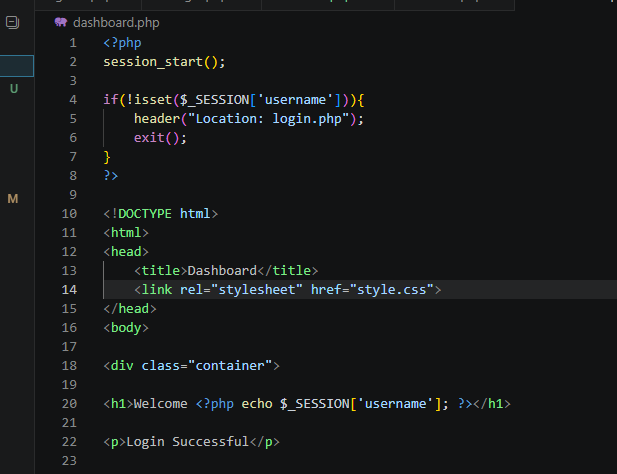 dashboard.php
1 <?php
2 session_start();
3
4 if(!isset($_SESSION['username'])){
U
5     header("Location: login.php");
6     exit();
7 }
8 ?>
9
M
10 <!DOCTYPE html>
11 <html>
12 <head>
13     <title>Dashboard</title>
14     <link rel="stylesheet" href="style.css">
15 </head>
16 <body>
17
18 <div class="container">
19
20 <h1>Welcome <?php echo $_SESSION['username']; ?></h1>
21
22 <p>Login Successful</p>
23